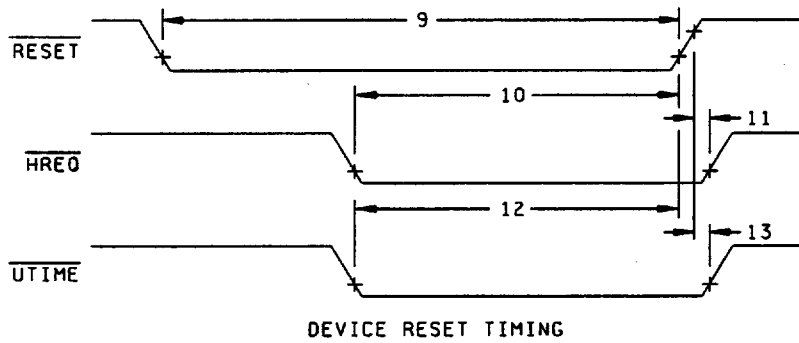 9
RESET
10
11
HREQ
12
13
UTIME
DEVICE RESET TIMING